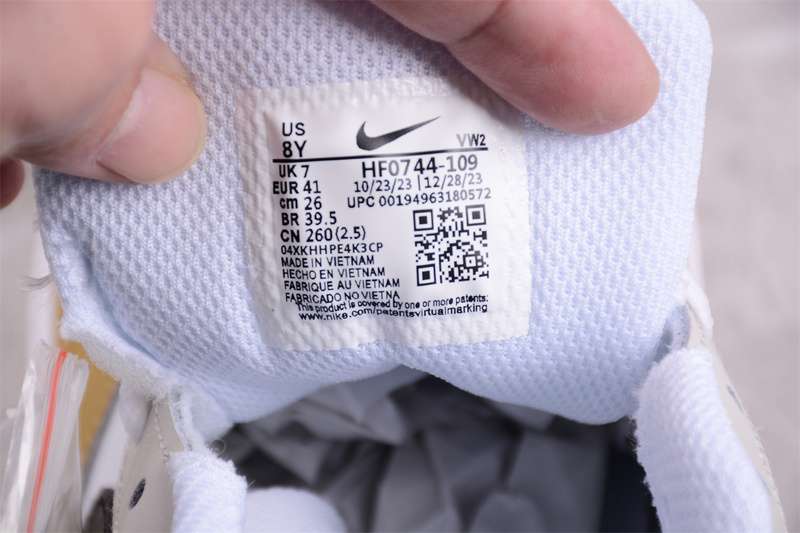 US
8Y
VW2
UK 7
HF0744-109
EUR 41
10/23/23 | 12/28/23
cm 26
UPC 00194963180572
BR 39.5
CN 260 (2.5)
04XKHHPE4K3CP
MADE IN VIETNAM
HECHO EN VIETNAM
FABRIQUE AU VIETNAM
FABRICADO NO VIETNA
This product is covered by one or more patents:
www.nike.com/patentsvirtualmarking